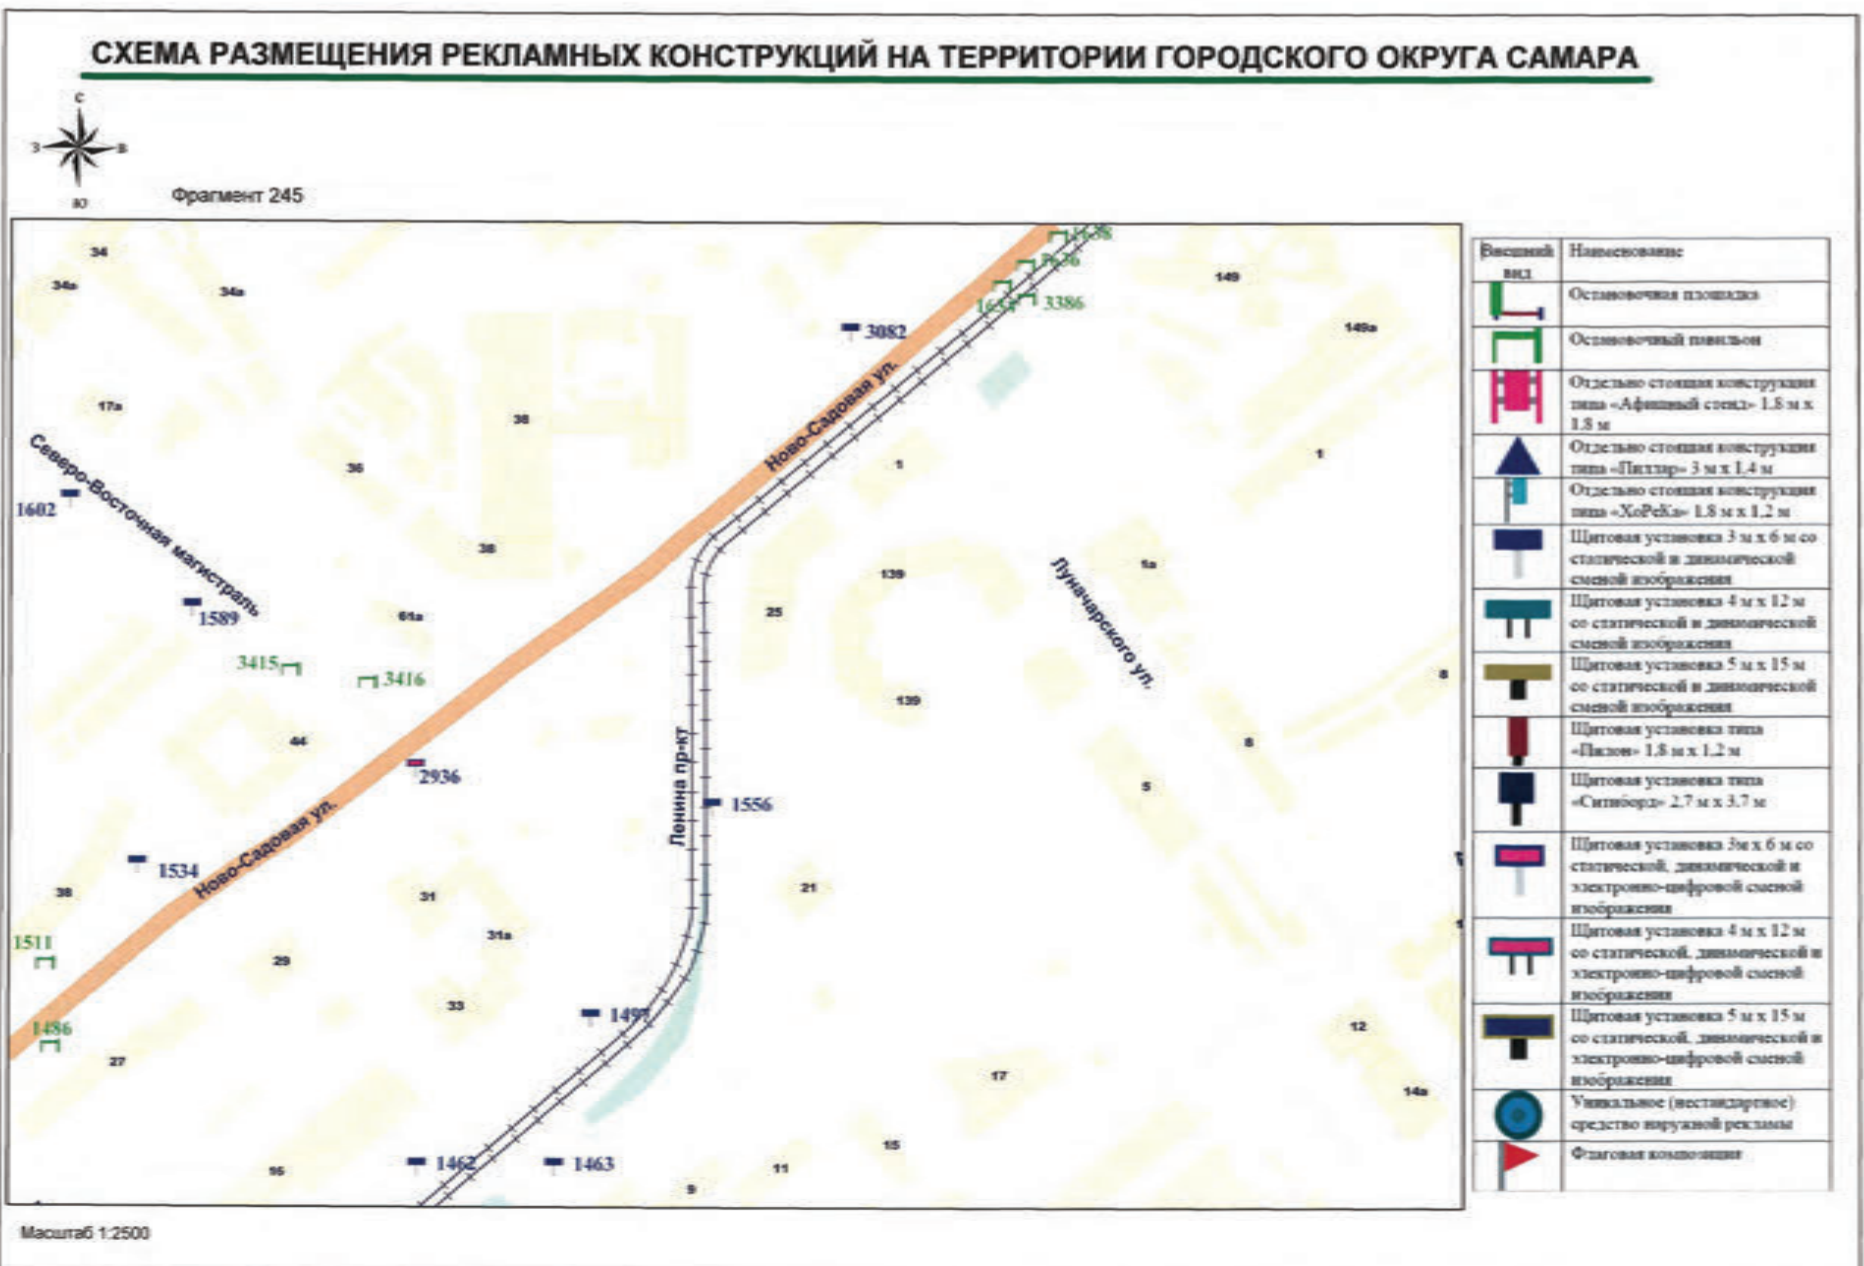 СХЕМА РАЗМЕЩЕНИЯ РЕКЛАМНЫХ КОНСТРУКЦИЙ НА ТЕРРИТОРИИ ГОРОДСКОГО ОКРУГА САМАРА
С
З В
Ю
Фрагмент 245
34
34а
34а
17а
38
36
38
61а
Северо-Восточная магистраль
1602
1589
3415
3416
44
2936
Ново-Садовая ул.
1534
38
1511
1486
27
29
31
31а
33
1497
1462
1463
16
9
11
15
17
21
1556
Ленина пр-кт
25
139
139
1
Ново-Садовая ул.
3082
1638
1636
3386
149
149а
1
1а
Луначарского ул.
8
8
5
12
14а
Внешний вид
Наименование
Остановочная площадка
Остановочный павильон
Отдельно стоящая конструкция
типа «Афишный стенд» 1.8 м х
1.8 м
Отдельно стоящая конструкция
типа «Пиллар» 3 м х 1,4 м
Отдельно стоящая конструкция
типа «ХоРеКа» 1,8 м х 1,2 м
Щитовая установка 3 м х 6 м со
статической и динамической
сменой изображения
Щитовая установка 4 м х 12 м
со статической и динамической
сменой изображения
Щитовая установка 5 м х 15 м
со статической и динамической
сменой изображения
Щитовая установка типа
«Пилон» 1,8 м х 1,2 м
Щитовая установка типа
«Ситиборд» 2,7 м х 3,7 м
Щитовая установка 3м х 6 м со
статической, динамической и
электронно-цифровой сменой
изображения
Щитовая установка 4 м х 12 м
со статической, динамической и
электронно-цифровой сменой
изображения
Щитовая установка 5 м х 15 м
со статической, динамической и
электронно-цифровой сменой
изображения
Уникальное (нестандартное)
средство наружной рекламы
Флаговая композиция
Масштаб 1:2500